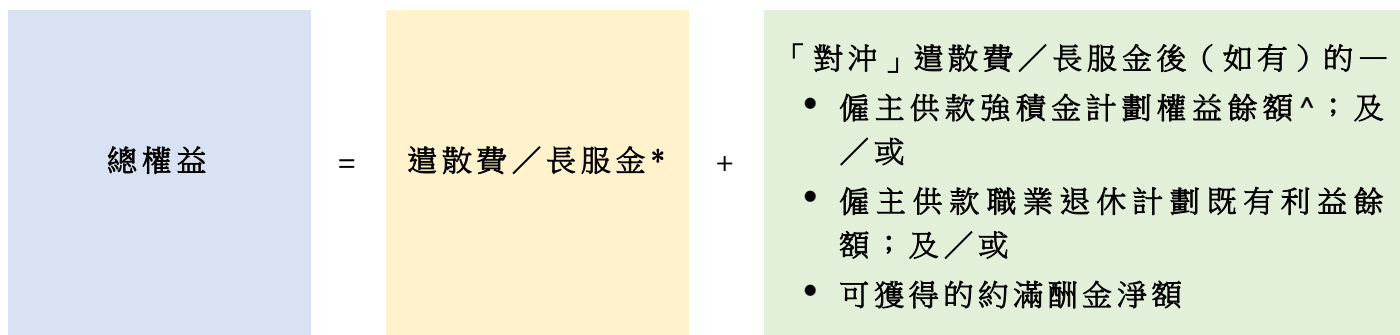 總權益
=
遣散費／長服金*
+
「對沖」遣散費／長服金後（如有）的—
• 僱主供款強積金計劃權益餘額^；及
／或
• 僱主供款職業退休計劃既有利益餘
額；及／或
• 可獲得的約滿酬金淨額